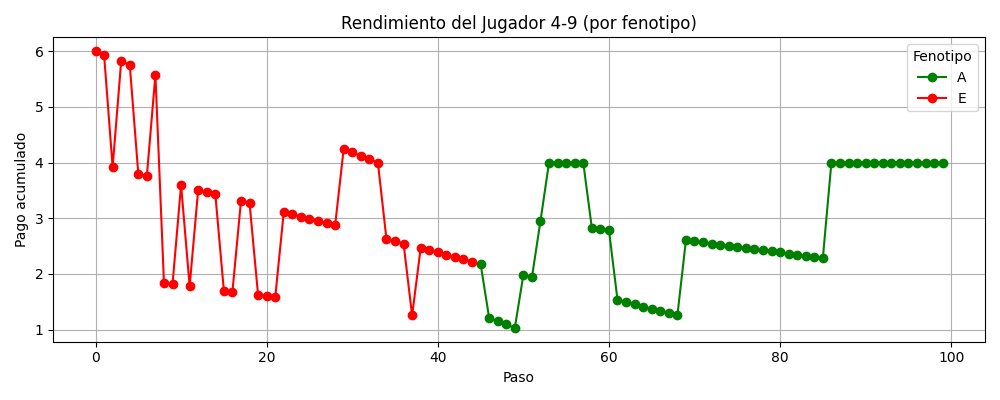 Rendimiento del Jugador 4-9 (por fenotipo)
Pago acumulado
6
5
4
3
2
1
0
20
40
60
80
100
Paso
Fenotipo
A
E